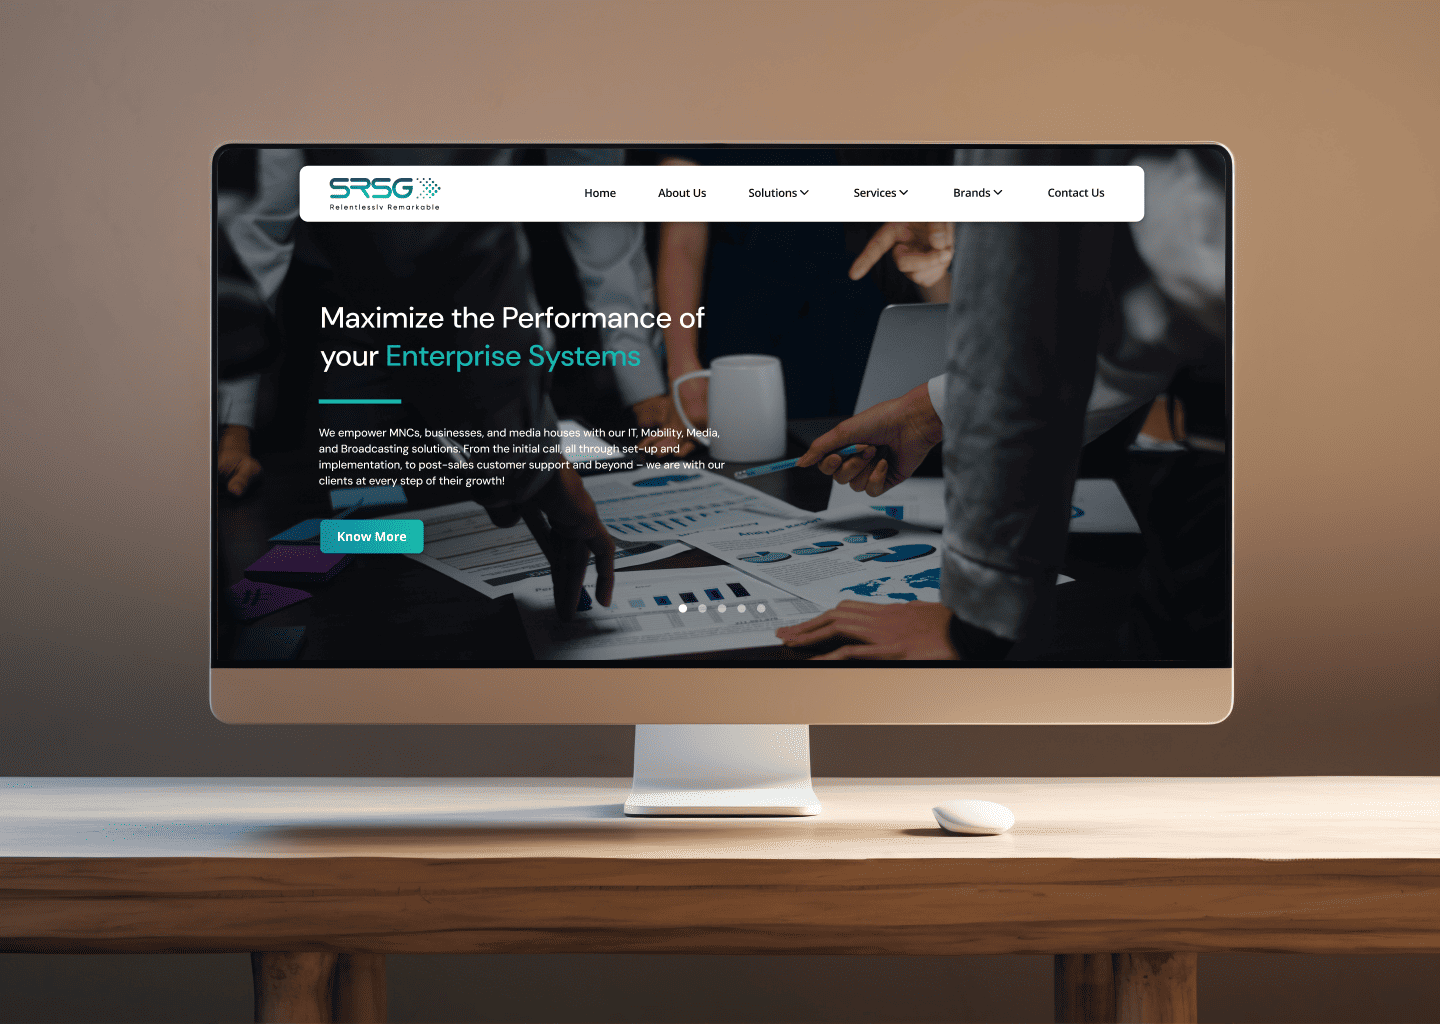 SRSG
Relentlessly Remarkable
Home About Us Solutions Services Brands Contact Us
Maximize the Performance of
your Enterprise Systems
We empower MNCs, businesses, and media houses with our IT, Mobility, Media,
and Broadcasting solutions. From the initial call, all through set-up and
implementation, to post-sales customer support and beyond – we are with our
clients at every step of their growth!
Know More